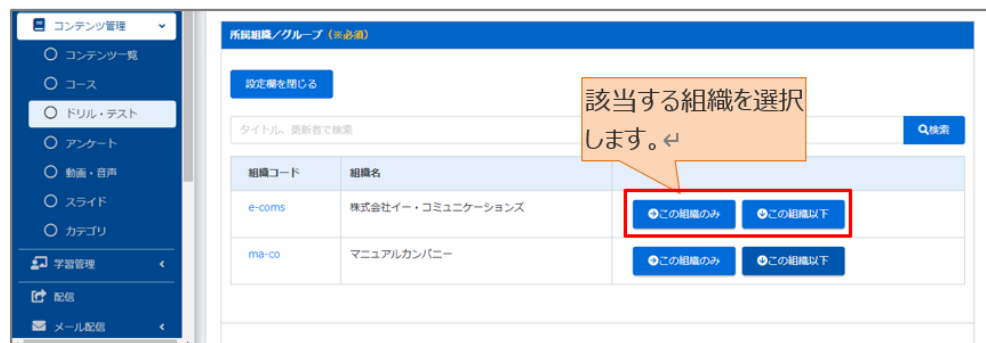 コンテンツ管理
コンテンツ一覧
コース
ドリル・テスト
アンケート
動画・音声
スライド
カテゴリ
学習管理
配信
メール配信
所属組織／グループ（※必須）
設定欄を閉じる
該当する組織を選択
します。↵
タイトル、更新者で検索
検索
組織コード 組織名
e-coms 株式会社イー・コミュニケーションズ この組織のみ この組織以下
ma-co マニュアルカンパニー この組織のみ この組織以下